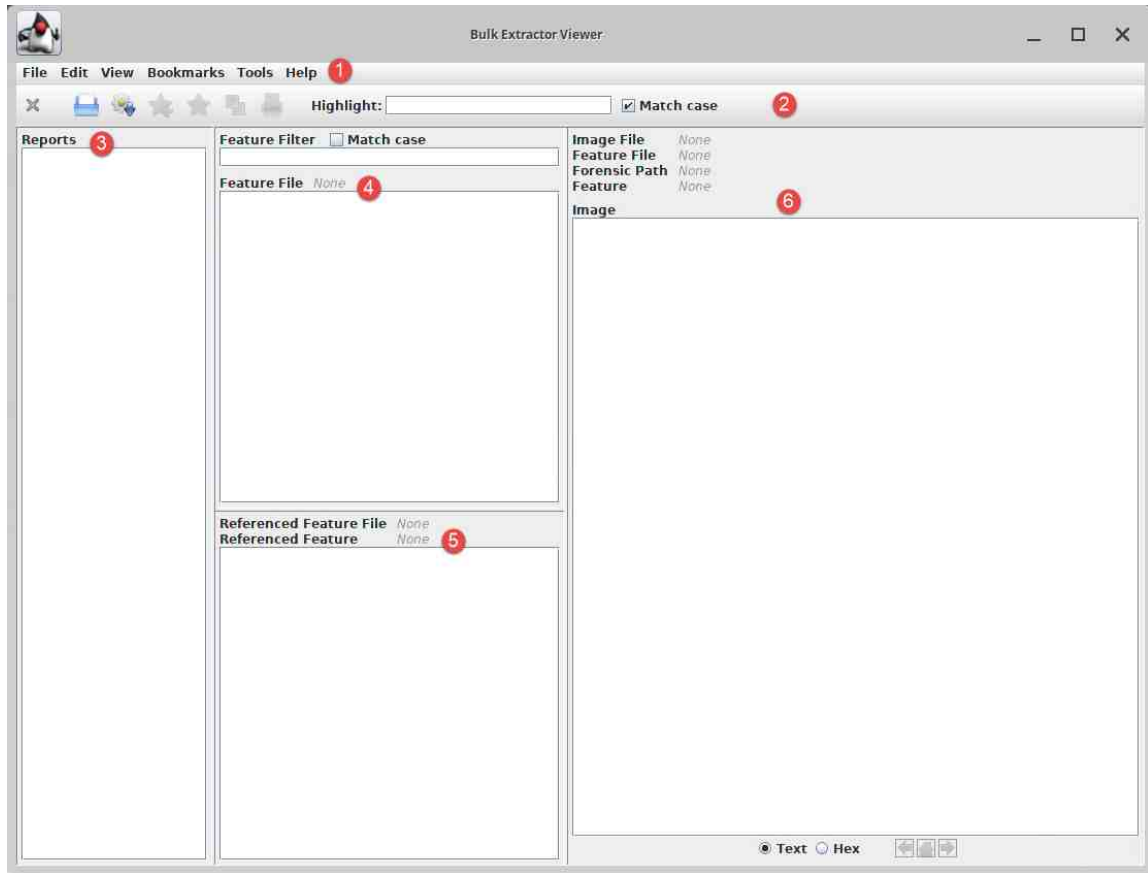 Bulk Extractor Viewer
File Edit View Bookmarks Tools Help 1
Highlight: Match case 2
Reports 3
Feature Filter Match case
Feature File None 4
Referenced Feature File None
Referenced Feature None 5
Image File None
Feature File None
Forensic Path None
Feature None
6
Image
Text Hex